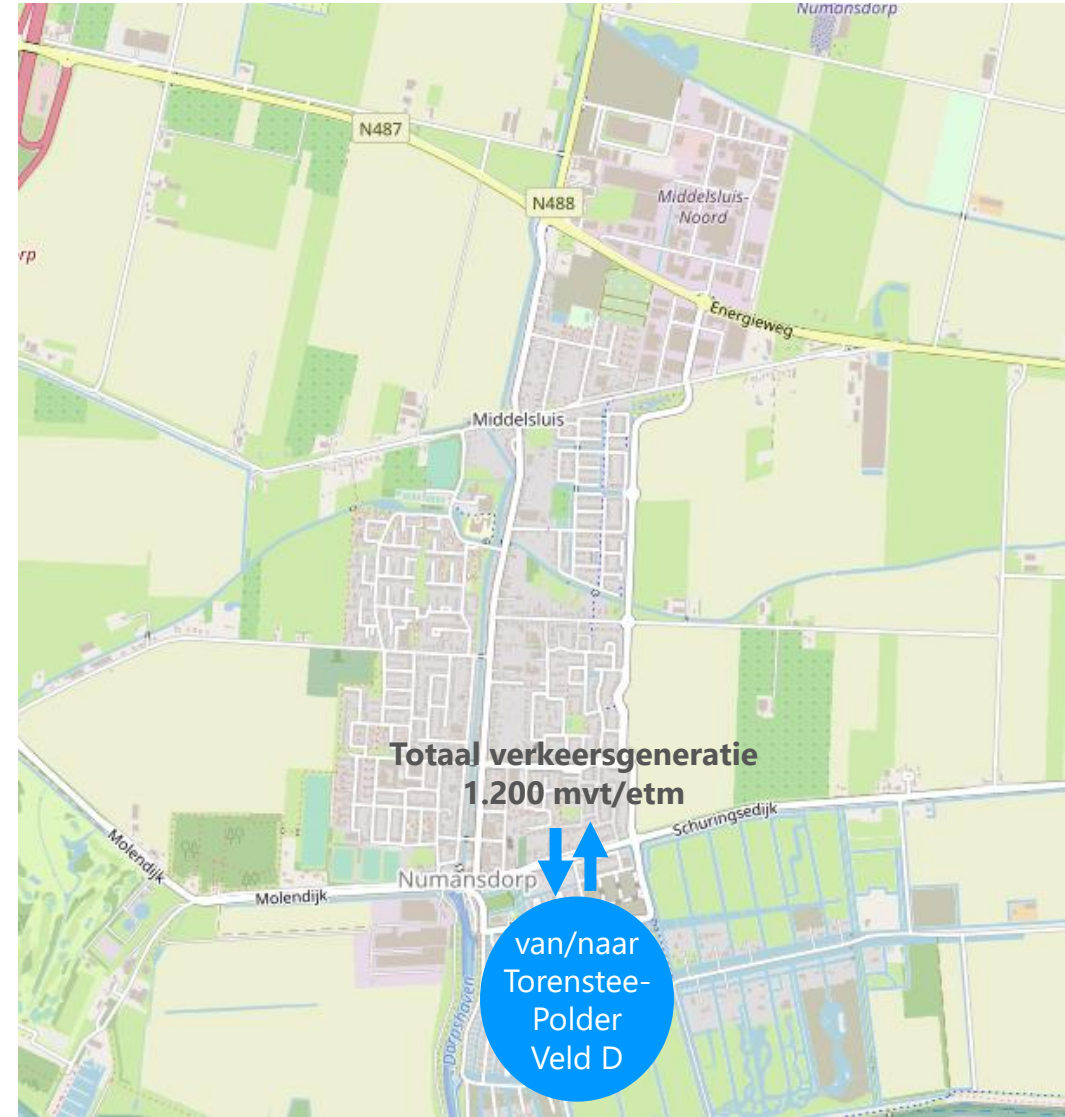 Numansdorp
N487
N488
Middelsluis-
Noord
rp
Energieweg
Middelsluis
Totaal verkeersgeneratie
1.200 mvt/etm
Schuringsedijk
Molendijk
Numansdorp
Molendijk
Dorpshaven
van/naar
Torenstee-
Polder
Veld D